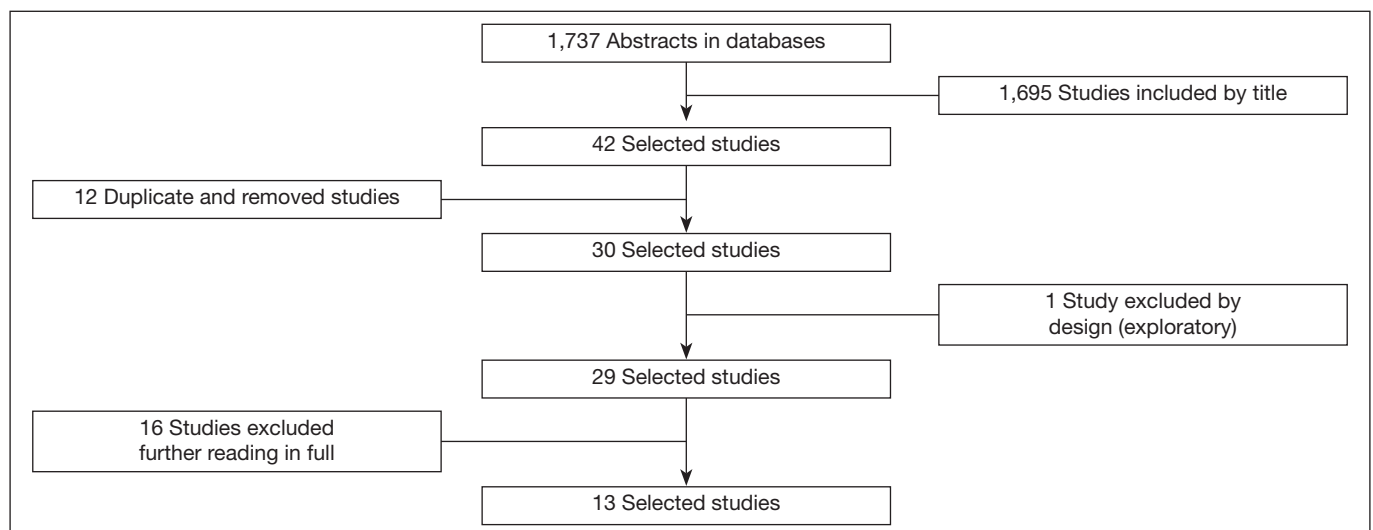 1,737 Abstracts in databases
1,695 Studies included by title
42 Selected studies
12 Duplicate and removed studies
30 Selected studies
1 Study excluded by
design (exploratory)
29 Selected studies
16 Studies excluded
further reading in full
13 Selected studies